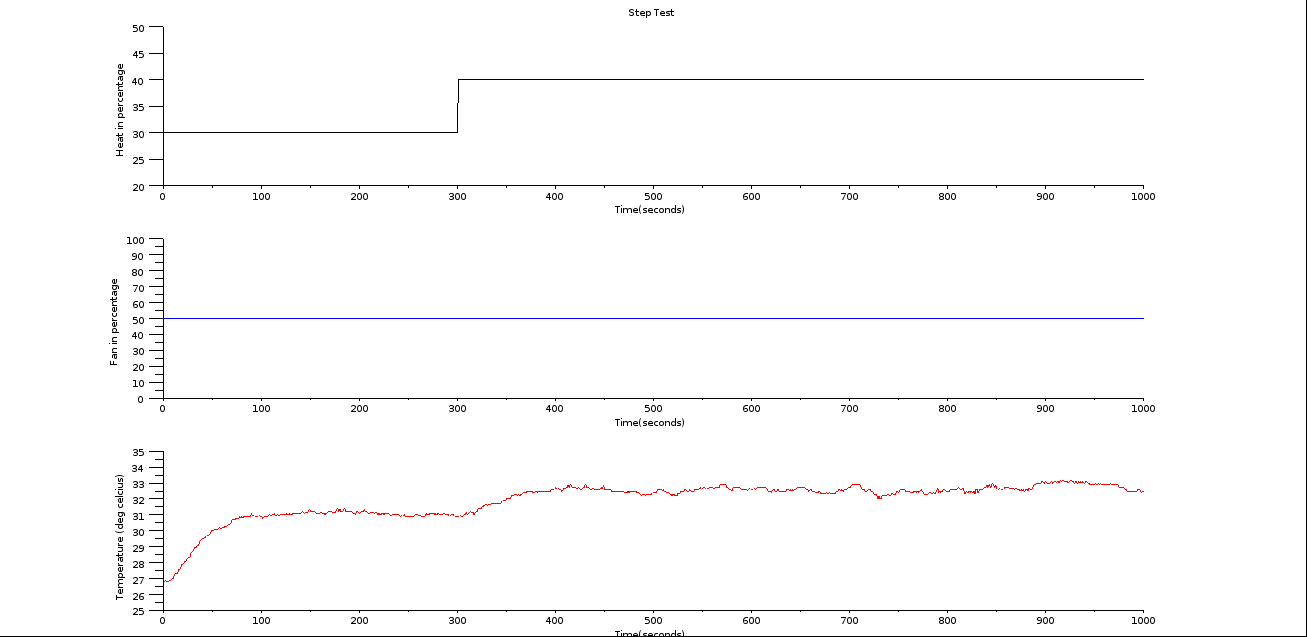 Step Test
50
45
40
35
30
25
20
Heat in percentage
0 100 200 300 400 500 600 700 800 900 1000
Time(seconds)
100
90
80
70
60
50
40
30
20
10
0
Fan in percentage
0 100 200 300 400 500 600 700 800 900 1000
Time(seconds)
35
34
33
32
31
30
29
28
27
26
25
Temperature (deg celcius)
0 100 200 300 400 500 600 700 800 900 1000
Time(seconds)